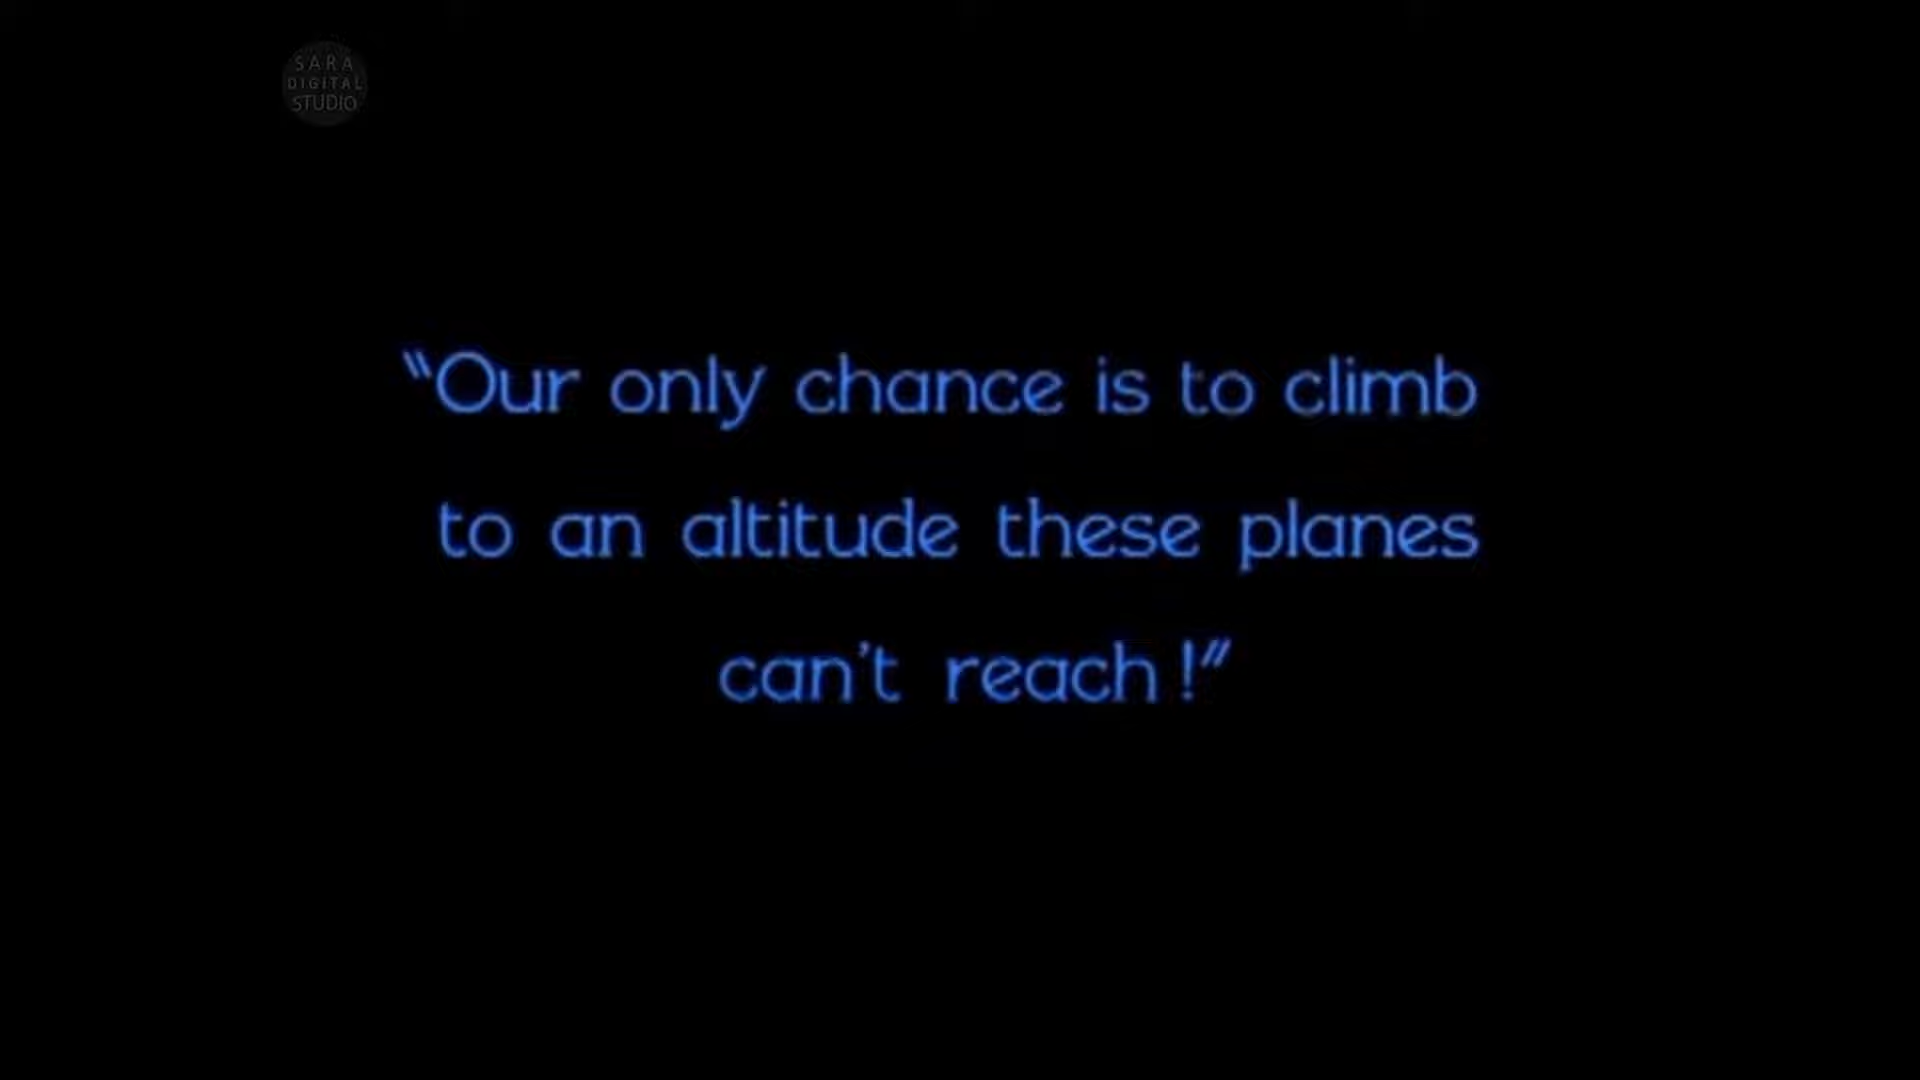 SARA
DIGITAL
STUDIO
“Our only chance is to climb
to an altitude these planes
can't reach!”